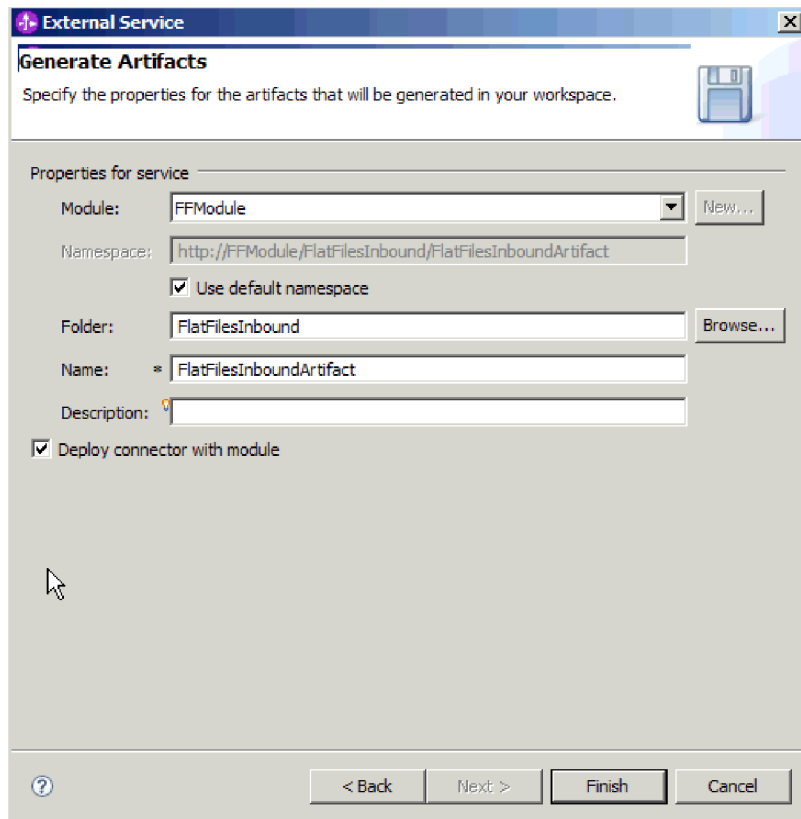 External Service
Generate Artifacts
Specify the properties for the artifacts that will be generated in your workspace.
Properties for service
Module: FFModule New...
Namespace: http://FFModule/FlatFilesInbound/FlatFilesInboundArtifact
Use default namespace
Folder: FlatFilesInbound Browse...
Name: * FlatFilesInboundArtifact
Description:
Deploy connector with module
? < Back Next > Finish Cancel